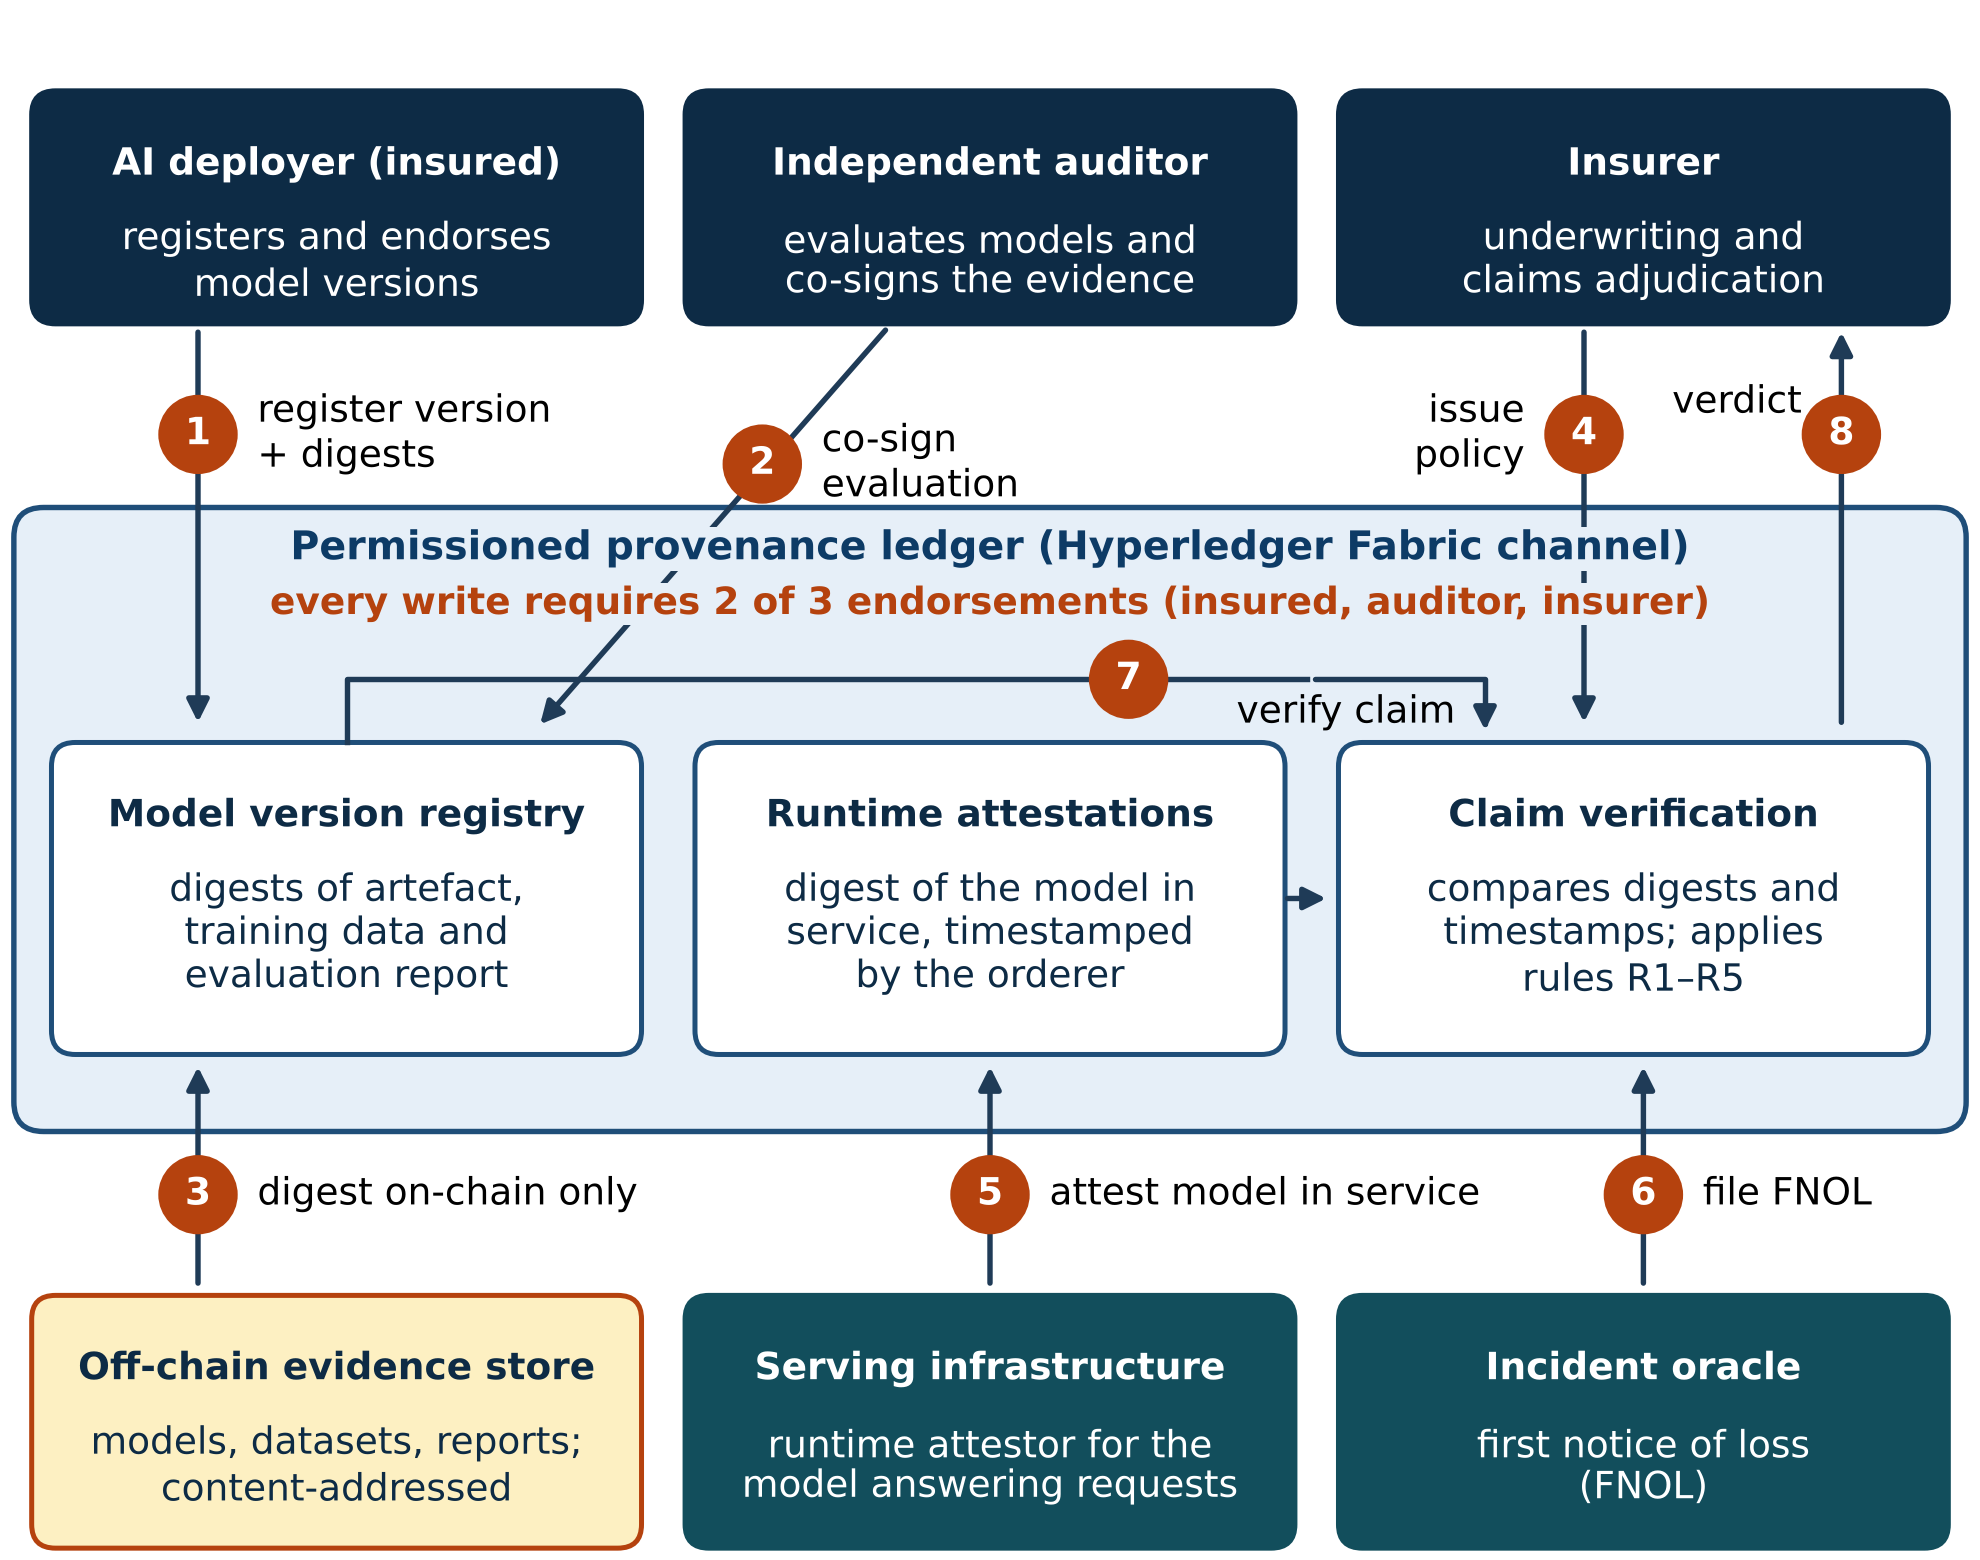 AI deployer (insured)
registers and endorses
model versions
Independent auditor
evaluates models and
co-signs the evidence
Insurer
underwriting and
claims adjudication
1
register version
+ digests
2
co-sign
evaluation
issue
policy
4
verdict
8
Permissioned provenance ledger (Hyperledger Fabric channel)
every write requires 2 of 3 endorsements (insured, auditor, insurer)
7
verify claim
Model version registry
digests of artefact,
training data and
evaluation report
Runtime attestations
digest of the model in
service, timestamped
by the orderer
Claim verification
compares digests and
timestamps; applies
rules R1–R5
3
digest on-chain only
5
attest model in service
6
file FNOL
Off-chain evidence store
models, datasets, reports;
content-addressed
Serving infrastructure
runtime attestor for the
model answering requests
Incident oracle
first notice of loss
(FNOL)